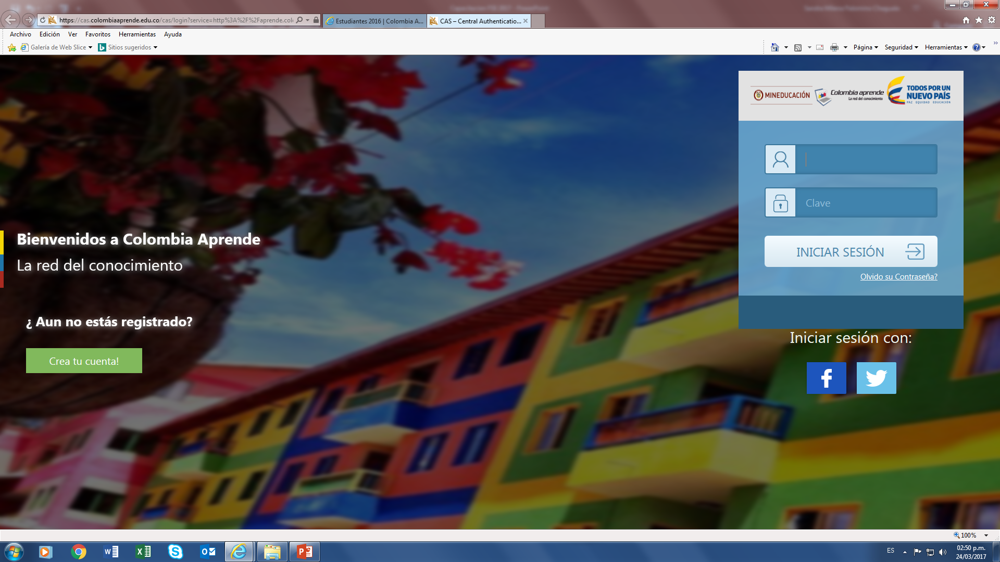 https://cas.colombiaaprende.edu.co/cas/login?service=http%3A%2F%2Faprende.col
Estudiantes 2016 | Colombia A...
CAS – Central Authenticatio...
Archivo Edición Ver Favoritos Herramientas Ayuda
Galería de Web Slice Sitios sugeridos
Página Seguridad Herramientas
MINEDUCACIÓN
Colombia aprende
La red del conocimiento
TODOS POR UN
NUEVO PAÍS
PAZ EQUIDAD EDUCACIÓN
Clave
INICIAR SESIÓN
Olvido su Contraseña?
Bienvenidos a Colombia Aprende
La red del conocimiento
¿ Aun no estás registrado?
Crea tu cuenta!
Iniciar sesión con:
100%
ES
02:50 p.m.
24/03/2017